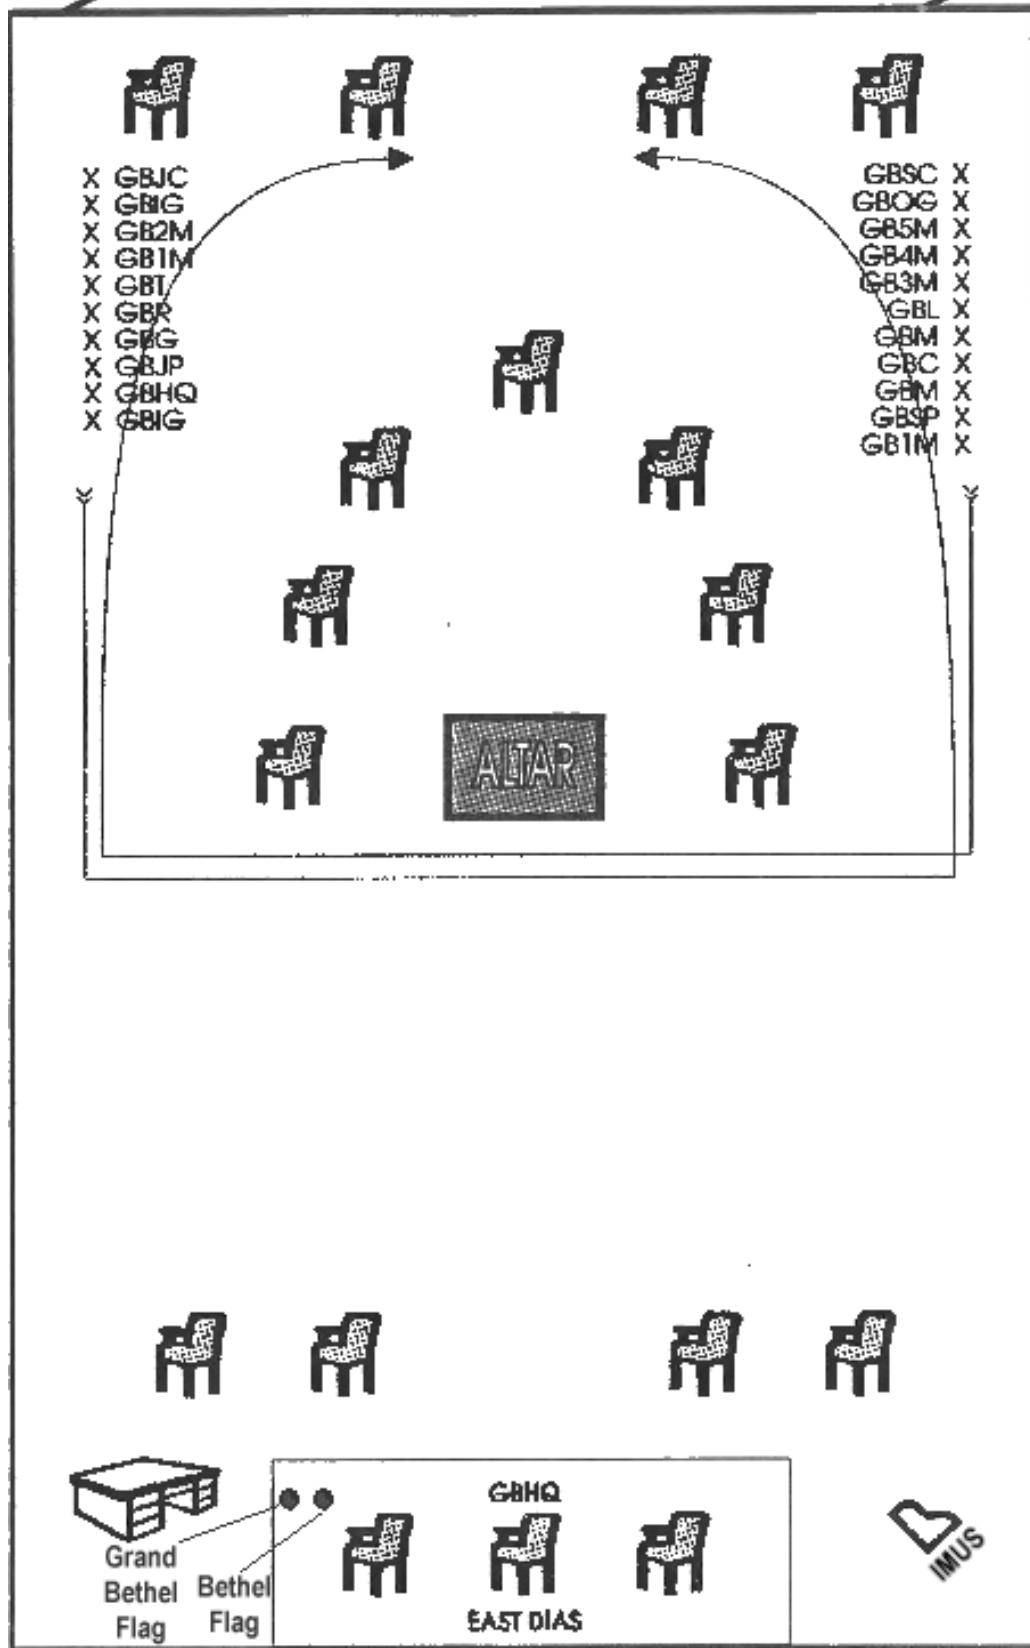 X GBJC
X GBIG
X GB2M
X GB1M
X GBT
X GBR
X GBG
X GBJP
X GBHQ
X GBIG
GBSC X
GBOG X
GB5M X
GB4M X
GB3M X
GBL X
GBM X
GBC X
GBM X
GBSP X
GB1M X
ALTAR
GBHQ
EAST DIAS
Grand
Bethel
Flag
Bethel
Flag
IMUS